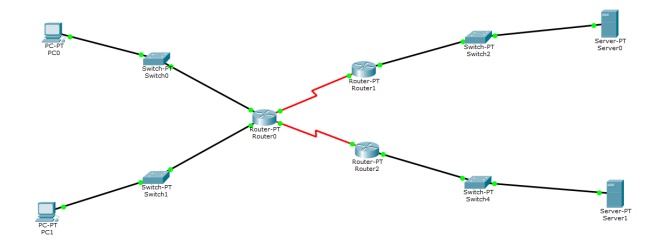 PC-PT
PC0
Switch-PT
Switch0
Router-PT
Router0
Switch-PT
Switch1
PC-PT
PC1
Router-PT
Router1
Switch-PT
Switch2
Server-PT
Server0
Router-PT
Router2
Switch-PT
Switch4
Server-PT
Server1